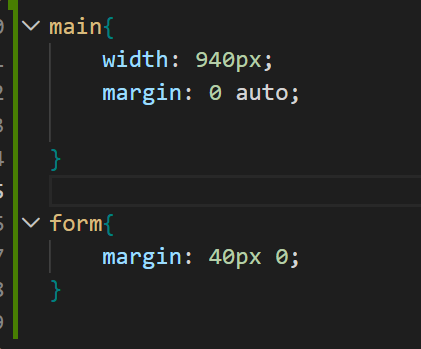 main{
width: 940px;
margin: 0 auto;
}
form{
margin: 40px 0;
}